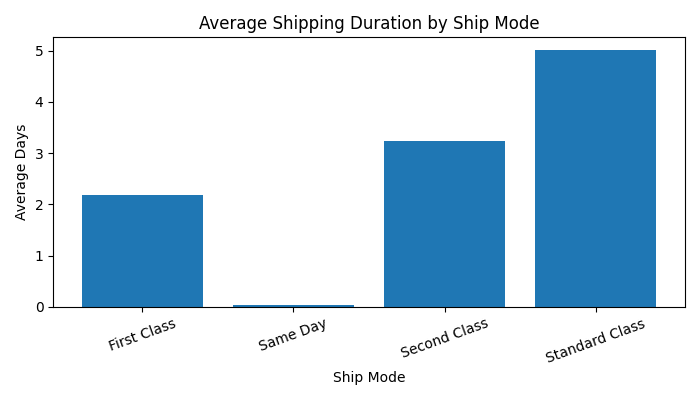 Average Shipping Duration by Ship Mode
Average Days
5
4
3
2
1
0
First Class
Same Day
Second Class
Standard Class
Ship Mode